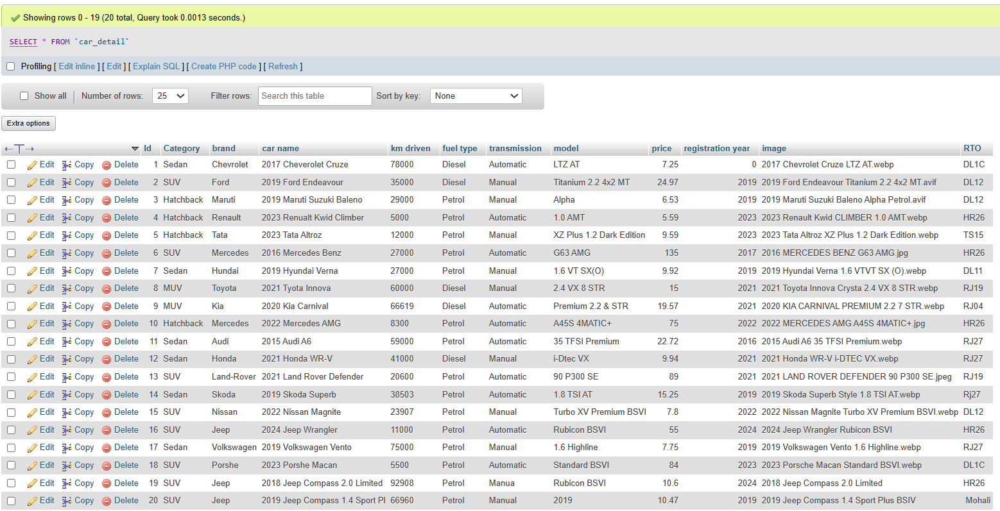 Showing rows 0 - 19 (20 total, Query took 0.0013 seconds.)
SELECT * FROM `car_detail`
Profiling [ Edit inline ] [ Edit ] [ Explain SQL ] [ Create PHP code ] [ Refresh ]
Show all | Number of rows: 25 Filter rows: Search this table Sort by key: None
Extra options
←T→ Id Category brand car name km driven fuel type transmission model price registration year image RTO
Edit Copy Delete 1 Sedan Chevrolet 2017 Cheverolet Cruze 78000 Diesel Automatic LTZ AT 7.25 0 2017 Chevrolet Cruze LTZ AT.webp DL1C
Edit Copy Delete 2 SUV Ford 2019 Ford Endeavour 35000 Diesel Manual Titanium 2.2 4x2 MT 24.97 2019 2019 Ford Endeavour Titanium 2.2 4x2 MT.avif DL12
Edit Copy Delete 3 Hatchback Maruti 2019 Maruti Suzuki Baleno 29000 Petrol Manual Alpha 6.53 2019 2019 Maruti Suzuki Baleno Alpha Petrol.avif DL12
Edit Copy Delete 4 Hatchback Renault 2023 Renualt Kwid Climber 5000 Petrol Automatic 1.0 AMT 5.59 2023 2023 Renault Kwid CLIMBER 1.0 AMT.webp HR26
Edit Copy Delete 5 Hatchback Tata 2023 Tata Altroz 12000 Petrol Manual XZ Plus 1.2 Dark Edition 9.59 2023 2023 Tata Altroz XZ Plus 1.2 Dark Edition.webp TS15
Edit Copy Delete 6 SUV Mercedes 2016 Mercedes Benz 27000 Petrol Automatic G63 AMG 135 2017 2016 MERCEDES BENZ G63 AMG.jpg HR26
Edit Copy Delete 7 Sedan Hundai 2019 Hyundai Verna 27000 Petrol Manual 1.6 VT SX(O) 9.92 2019 2019 Hyundai Verna 1.6 VTVT SX (O).webp DL11
Edit Copy Delete 8 MUV Toyota 2021 Tyota Innova 60000 Diesel Manual 2.4 VX 8 STR 15 2021 2021 Toyota Innova Crysta 2.4 VX 8 STR.webp RJ19
Edit Copy Delete 9 MUV Kia 2020 Kia Carnival 66619 Diesel Automatic Premium 2.2 & STR 19.57 2021 2020 KIA CARNIVAL PREMIUM 2.2 7 STR.webp RJ04
Edit Copy Delete 10 Hatchback Mercedes 2022 Mercedes AMG 8300 Petrol Automatic A45S 4MATIC+ 75 2022 2022 MERCEDES AMG A45S 4MATIC+.jpg HR26
Edit Copy Delete 11 Sedan Audi 2015 Audi A6 59000 Petrol Automatic 35 TFSI Premium 22.72 2016 2015 Audi A6 35 TFSI Premium.webp RJ27
Edit Copy Delete 12 Sedan Honda 2021 Honda WR-V 41000 Diesel Manual i-Dtec VX 9.94 2021 2021 Honda WR-V i-DTEC VX.webp RJ27
Edit Copy Delete 13 SUV Land-Rover 2021 Land Rover Defender 20600 Petrol Automatic 90 P300 SE 89 2021 2021 LAND ROVER DEFENDER 90 P300 SE.jpeg RJ19
Edit Copy Delete 14 Sedan Skoda 2019 Skoda Superb 38503 Petrol Automatic 1.8 TSI AT 15.25 2019 2019 Skoda Superb Style 1.8 TSI AT.webp Rj27
Edit Copy Delete 15 SUV Nissan 2022 Nissan Magnite 23907 Petrol Manual Turbo XV Premium BSVI 7.8 2022 2022 Nissan Magnite Turbo XV Premium BSVI.webp DL12
Edit Copy Delete 16 SUV Jeep 2024 Jeep Wrangler 11000 Petrol Automatic Rubicon BSVI 55 2024 2024 Jeep Wrangler Rubicon BSVI HR26
Edit Copy Delete 17 Sedan Volkswagen 2019 Volkswagen Vento 75000 Petrol Manual 1.6 Highline 7.75 2019 2019 Volkswagen Vento 1.6 Highline.webp RJ27
Edit Copy Delete 18 SUV Porshe 2023 Porshe Macan 5500 Petrol Automatic Standard BSVI 84 2023 2023 Porsche Macan Standard BSVI.webp DL1C
Edit Copy Delete 19 SUV Jeep 2018 Jeep Compass 2.0 Limited 92908 Petrol Manua Rubicon BSVI 10.6 2024 2018 Jeep Compass 2.0 Limited HR26
Edit Copy Delete 20 SUV Jeep 2019 Jeep Compass 1.4 Sport Pl 66960 Petrol Manual 2019 10.47 2019 2019 Jeep Compass 1.4 Sport Plus BSIV Mohali